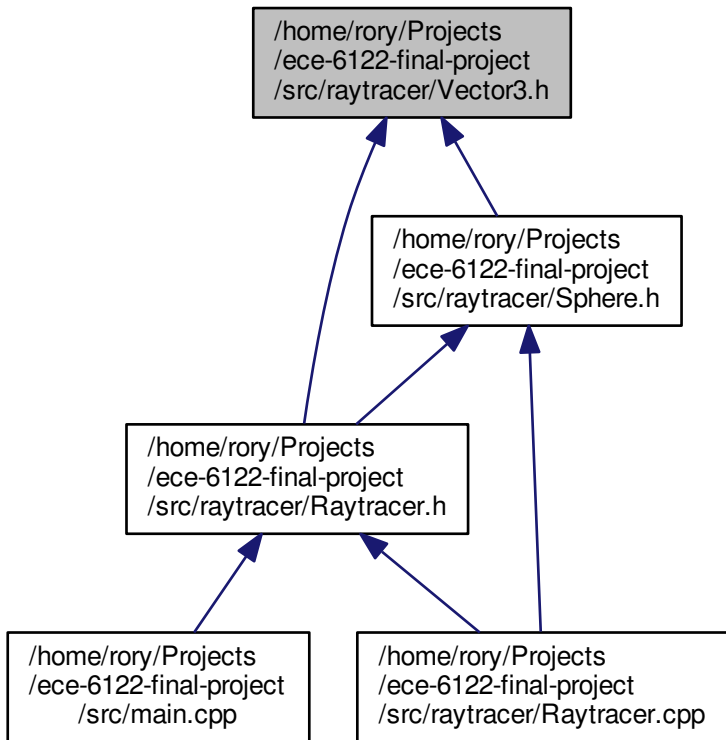 /home/rory/Projects
/ece-6122-final-project
/src/raytracer/Vector3.h
/home/rory/Projects
/ece-6122-final-project
/src/raytracer/Sphere.h
/home/rory/Projects
/ece-6122-final-project
/src/raytracer/Raytracer.h
/home/rory/Projects
/ece-6122-final-project
/src/main.cpp
/home/rory/Projects
/ece-6122-final-project
/src/raytracer/Raytracer.cpp